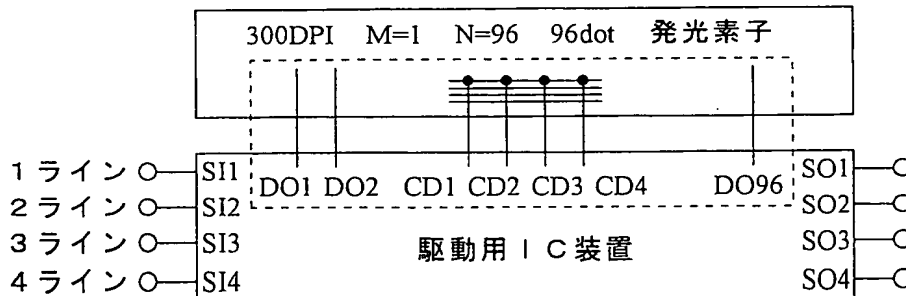 300DPI M=1 N=96 96dot 発光素子
DO1 DO2 CD1 CD2 CD3 CD4 DO96
1ライン SI1 SO1
2ライン SI2 SO2
3ライン SI3 駆動用IC装置 SO3
4ライン SI4 SO4